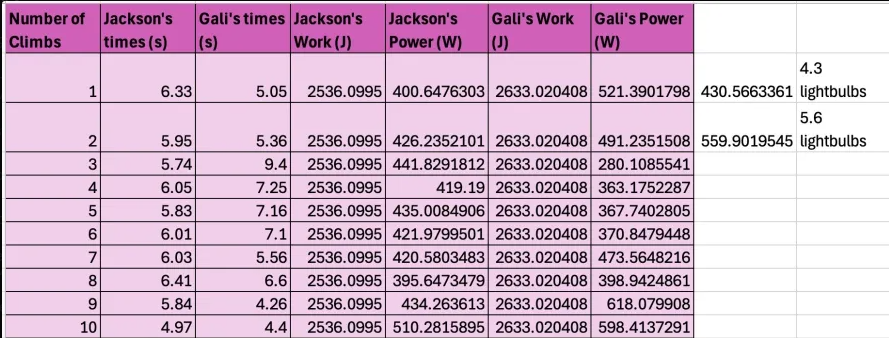 Number of Climbs Jackson's times (s) Gali's times (s) Jackson's Work (J) Jackson's Power (W) Gali's Work (J) Gali's Power (W)
1 6.33 5.05 2536.0995 400.6476303 2633.020408 521.3901798 430.5663361 4.3 lightbulbs
2 5.95 5.36 2536.0995 426.2352101 2633.020408 491.2351508 559.9019545 5.6 lightbulbs
3 5.74 9.4 2536.0995 441.8291812 2633.020408 280.1085541
4 6.05 7.25 2536.0995 419.19 2633.020408 363.1752287
5 5.83 7.16 2536.0995 435.0084906 2633.020408 367.7402805
6 6.01 7.1 2536.0995 421.9799501 2633.020408 370.8479448
7 6.03 5.56 2536.0995 420.5803483 2633.020408 473.5648216
8 6.41 6.6 2536.0995 395.6473479 2633.020408 398.9424861
9 5.84 4.26 2536.0995 434.263613 2633.020408 618.079908
10 4.97 4.4 2536.0995 510.2815895 2633.020408 598.4137291